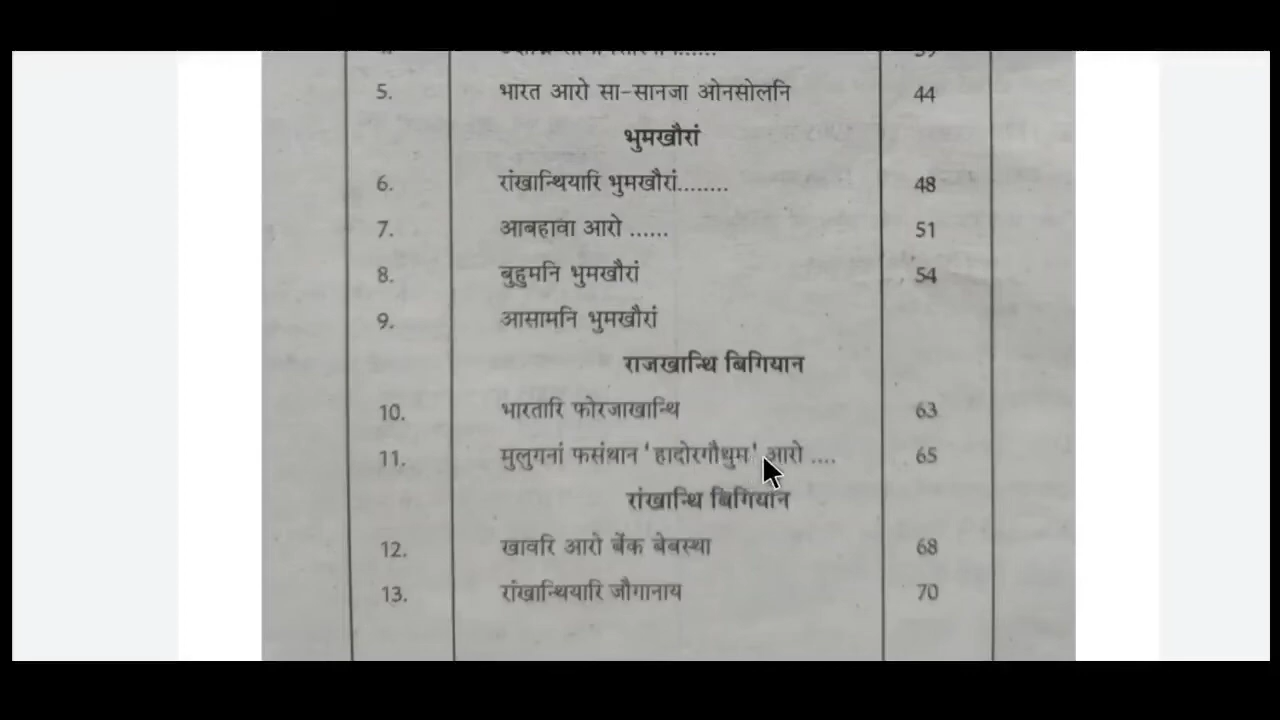 5. भारत आरो सा-सानजा ओनसोलनि 44
भुमखौरां
6. रांखान्थियारि भुमखौरां........ 48
7. आबहावा आरो ...... 51
8. बुहुमनि भुमखौरां 54
9. आसामनि भुमखौरां
राजखान्थि बिगियान
10. भारतारि फोरजाखान्थि 63
11. मुलुगनां फसंथान ' हादोरगौथुम' आरो .... 65
रांखान्थि बिगियान
12. खावरि आरो बेंक बेबस्था 68
13. रांखान्थियारि जौगानाय 70